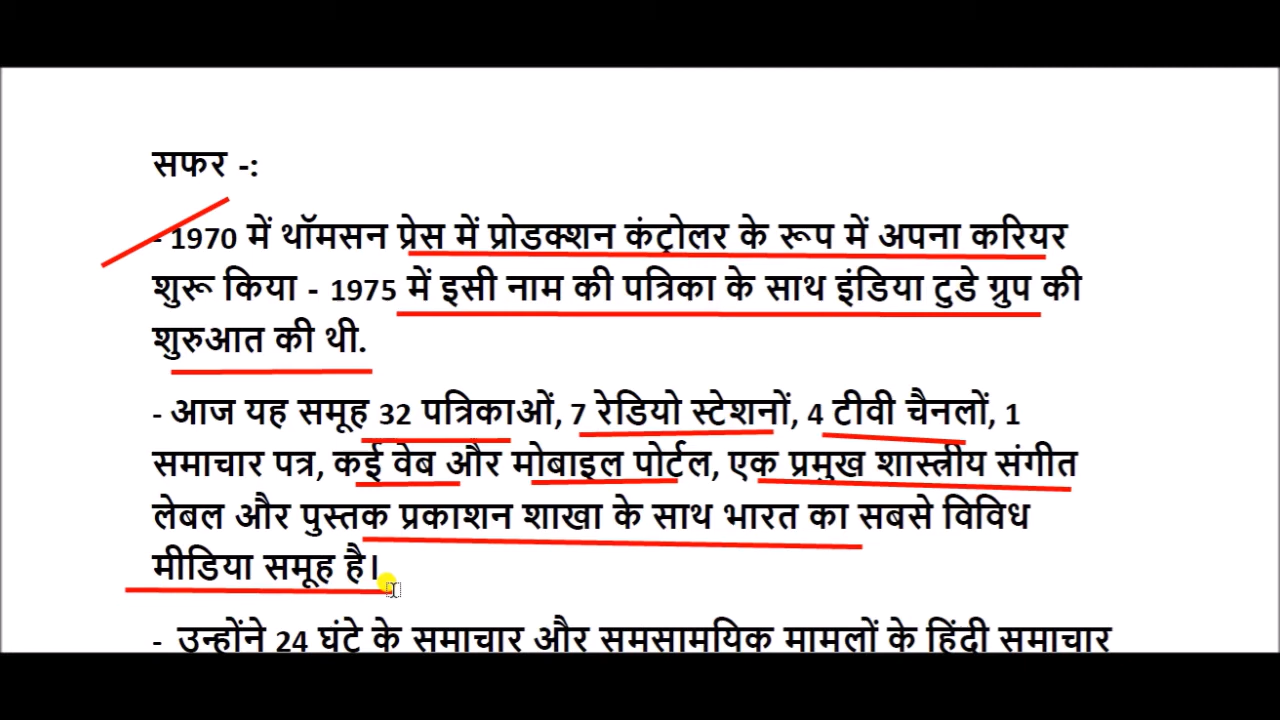 सफर -:
- 1970 में थॉमसन प्रेस में प्रोडक्शन कंट्रोलर के रूप में अपना करियर
शुरू किया - 1975 में इसी नाम की पत्रिका के साथ इंडिया टुडे ग्रुप की
शुरुआत की थी.
- आज यह समूह 32 पत्रिकाओं, 7 रेडियो स्टेशनों, 4 टीवी चैनलों, 1
समाचार पत्र, कई वेब और मोबाइल पोर्टल, एक प्रमुख शास्त्रीय संगीत
लेबल और पुस्तक प्रकाशन शाखा के साथ भारत का सबसे विविध
मीडिया समूह है।
- उन्होंने 24 घंटे के समाचार और समसामयिक मामलों के हिंदी समाचार